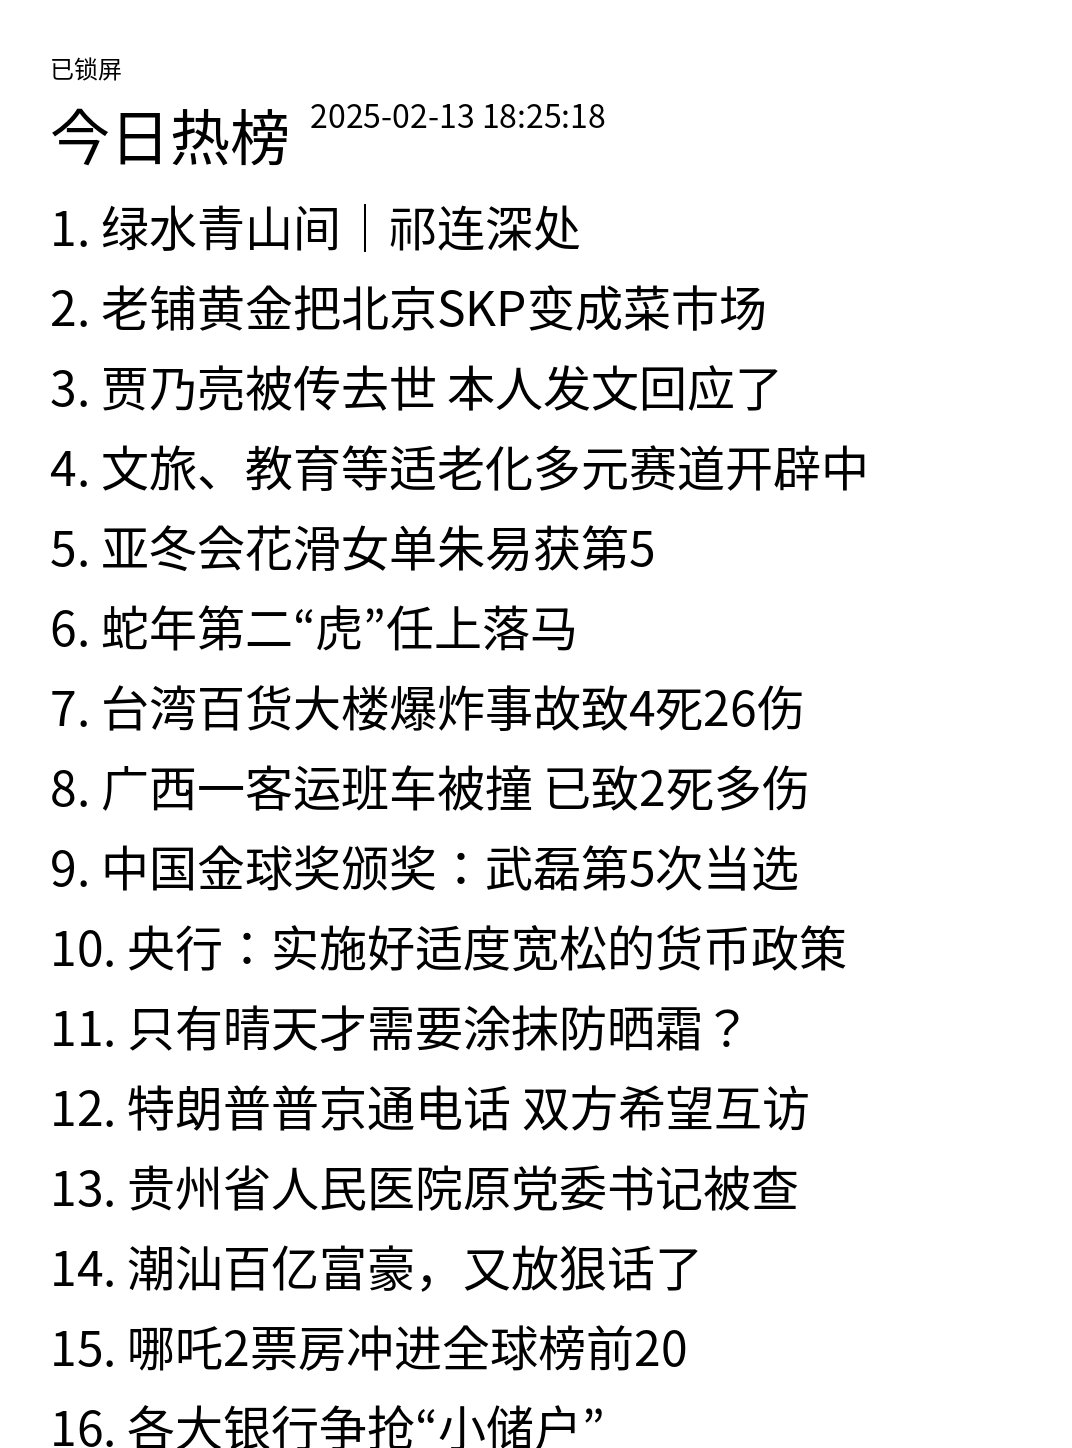 已锁屏
今日热榜 2025-02-13 18:25:18
1. 绿水青山间｜祁连深处
2. 老铺黄金把北京SKP变成菜市场
3. 贾乃亮被传去世 本人发文回应了
4. 文旅、教育等适老化多元赛道开辟中
5. 亚冬会花滑女单朱易获第5
6. 蛇年第二“虎”任上落马
7. 台湾百货大楼爆炸事故致4死26伤
8. 广西一客运班车被撞 已致2死多伤
9. 中国金球奖颁奖：武磊第5次当选
10. 央行：实施好适度宽松的货币政策
11. 只有晴天才需要涂抹防晒霜？
12. 特朗普普京通电话 双方希望互访
13. 贵州省人民医院原党委书记被查
14. 潮汕百亿富豪，又放狠话了
15. 哪吒2票房冲进全球榜前20
16. 各大银行争抢“小储户”